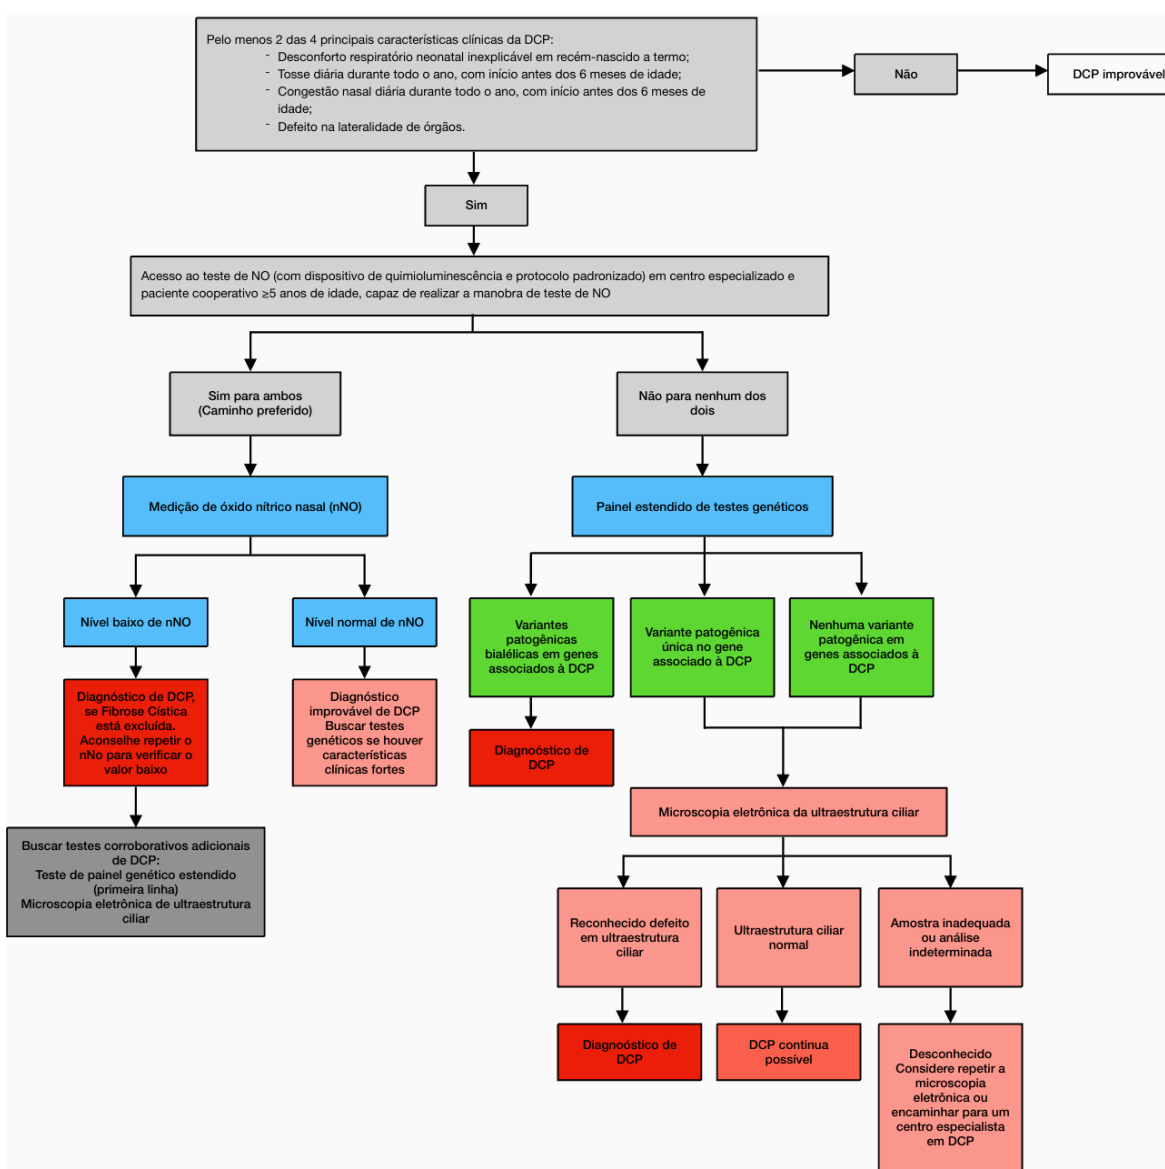 Pelo menos 2 das 4 principais características clínicas da DCP:
- Desconforto respiratório neonatal inexplicável em recém-nascido a termo;
- Tosse diária durante todo o ano, com início antes dos 6 meses de idade;
- Congestão nasal diária durante todo o ano, com início antes dos 6 meses de
idade;
- Defeito na lateralidade de órgãos.
Não
DCP improvável
Sim
Acesso ao teste de NO (com dispositivo de quimioluminescência e protocolo padronizado) em centro especializado e
paciente cooperativo ≥5 anos de idade, capaz de realizar a manobra de teste de NO
Sim para ambos
(Caminho preferido)
Não para nenhum dos
dois
Medição de óxido nítrico nasal (nNO)
Painel estendido de testes genéticos
Nível baixo de nNO
Nível normal de nNO
Variantes
patogênicas
bialélicas em genes
associados à DCP
Variante patogênica
única no gene
associado à DCP
Nenhuma variante
patogênica em
genes associados à
DCP
Diagnóstico de DCP,
se Fibrose Cística
está excluída.
Aconselhe repetir o
nNo para verificar o
valor baixo
Diagnóstico
improvável de DCP
Buscar testes
genéticos se houver
características
clínicas fortes
Diagnoóstico de
DCP
Microscopia eletrônica da ultraestrutura ciliar
Buscar testes corroborativos adicionais
de DCP:
Teste de painel genético estendido
(primeira linha)
Microscopia eletrônica de ultraestrutura
ciliar
Reconhecido defeito
em ultraestrutura
ciliar
Ultraestrutura ciliar
normal
Amostra inadequada
ou análise
indeterminada
Diagnoóstico de
DCP
DCP continua
possível
Desconhecido
Considere repetir a
microscopia
eletrônica ou
encaminhar para um
centro especialista
em DCP